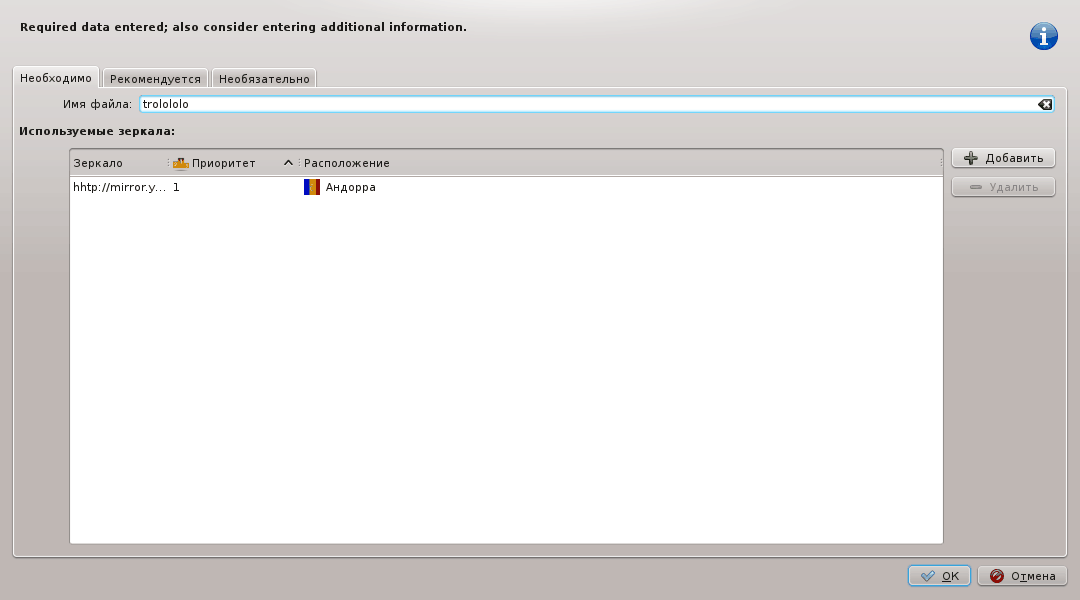 Required data entered; also consider entering additional information.
Необходимо Рекомендуется Необязательно
Имя файла: trolololo
Используемые зеркала:
Зеркало Приоритет Расположение
hhtp://mirror.y... 1 Андорра
Добавить
Удалить
OK Отмена